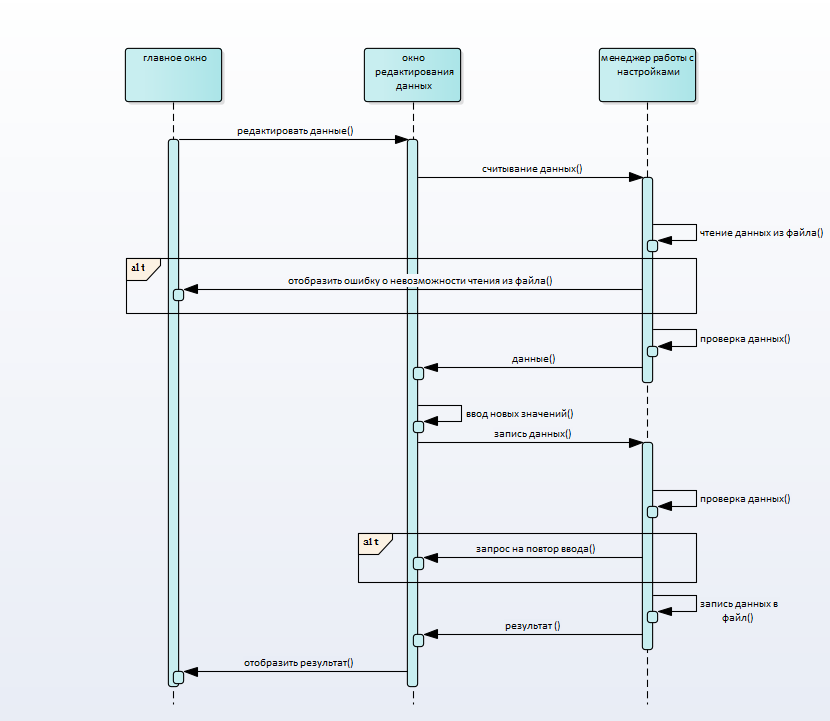 главное окно
окно
редактирования
данных
менеджер работы с
настройками
редактировать данные()
считывание данных()
чтение данных из файла()
alt
отобразить ошибку о невозможности чтения из файла()
проверка данных()
данные()
ввод новых значений()
запись данных()
проверка данных()
alt
запрос на повтор ввода()
запись данных в
файл()
результат ()
отобразить результат()